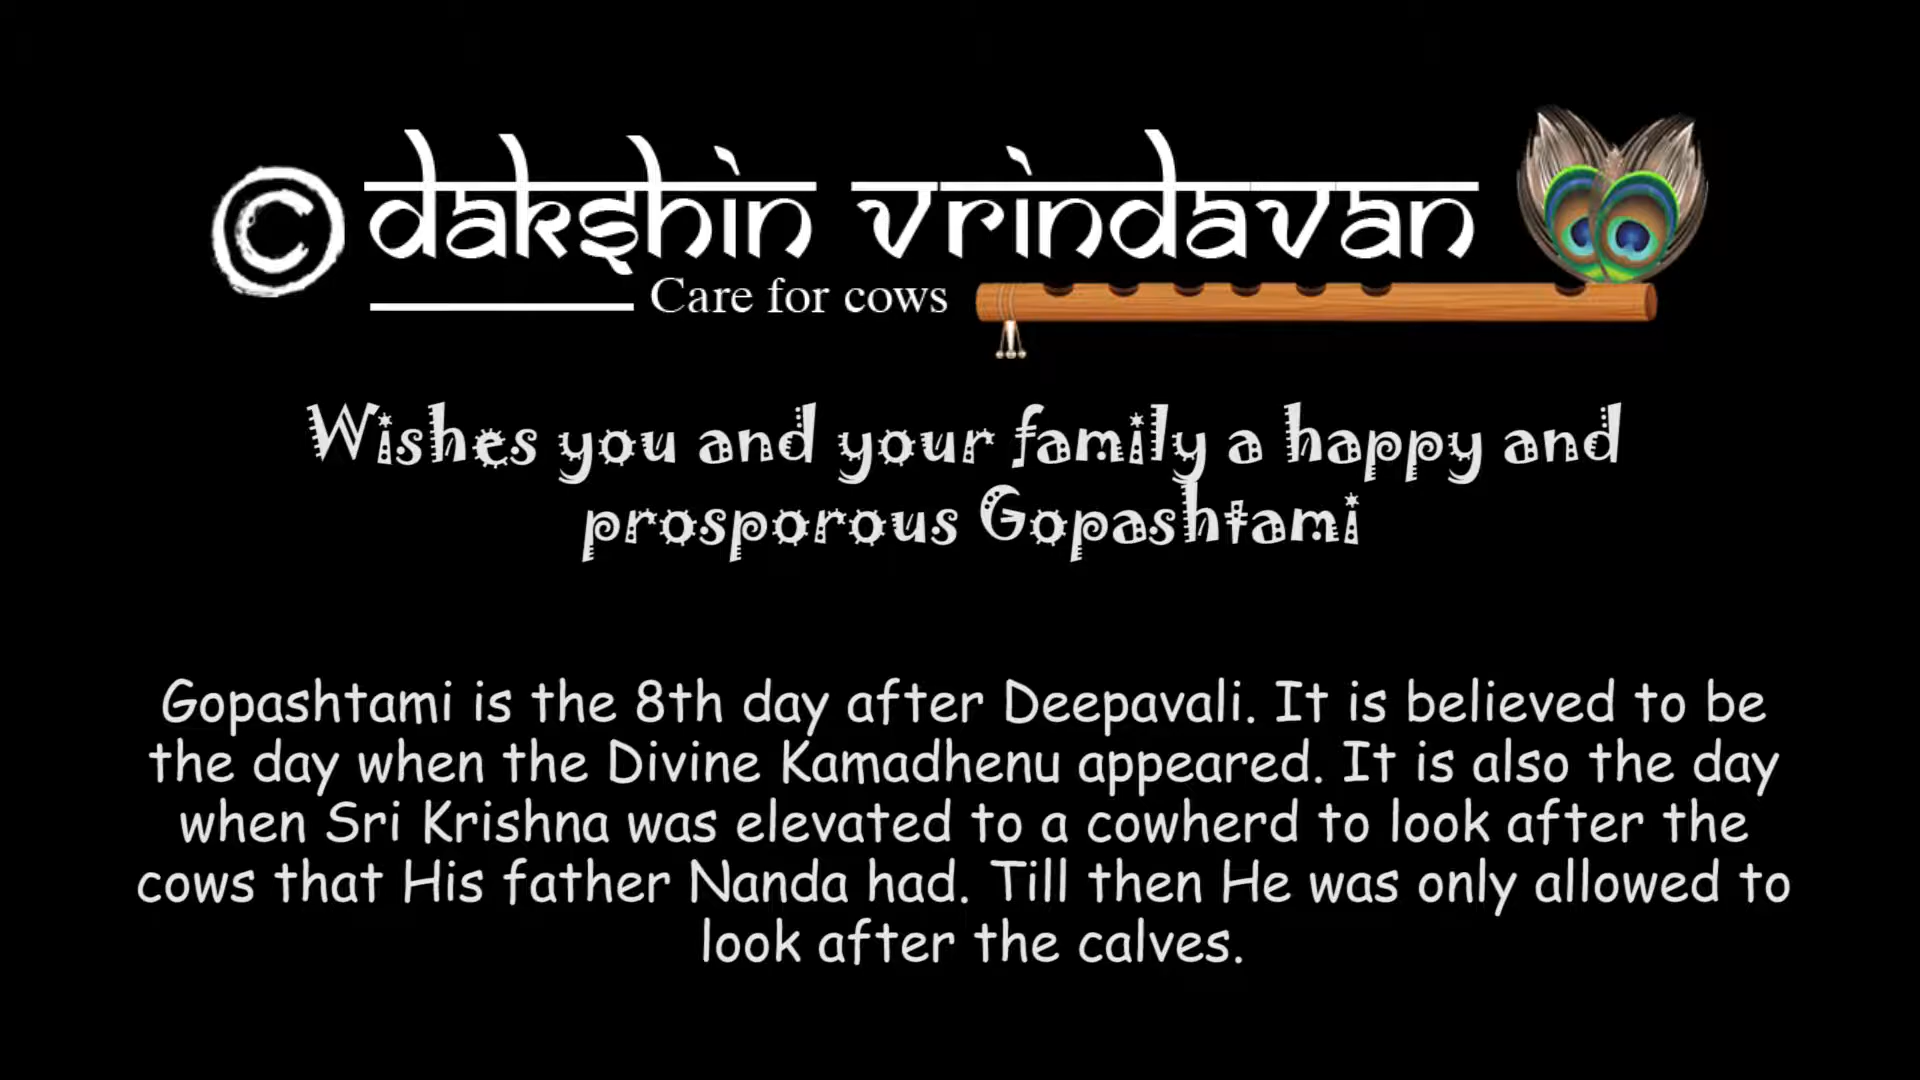 © dakshin vrindavan
Care for cows
Wishes you and your family a happy and
prosporous Gopashtami
Gopashtami is the 8th day after Deepavali. It is believed to be
the day when the Divine Kamadhenu appeared. It is also the day
when Sri Krishna was elevated to a cowherd to look after the
cows that His father Nanda had. Till then He was only allowed to
look after the calves.